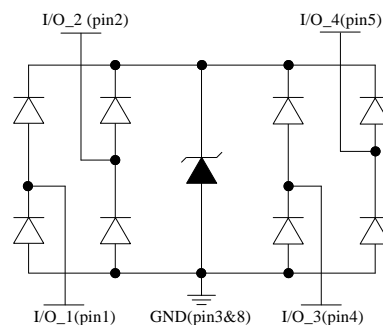 I/O_2 (pin2)
I/O_4(pin5)
I/O_1(pin1)
GND(pin3&8)
I/O_3(pin4)